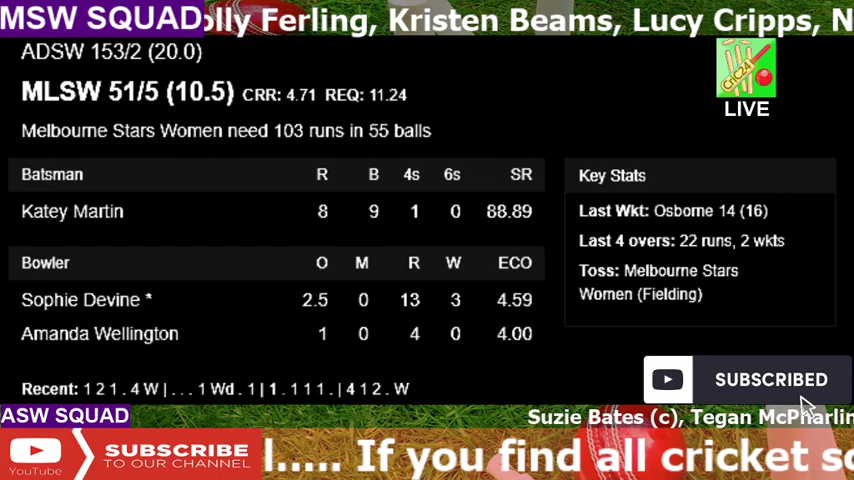 MSW SQUAD olly Ferling, Kristen Beams, Lucy Cripps, N
ADSW 153/2 (20.0)
MLSW 51/5 (10.5) CRR: 4.71 REQ: 11.24
CriC24
LIVE
Melbourne Stars Women need 103 runs in 55 balls
Batsman R B 4s 6s SR
Katey Martin 8 9 1 0 88.89
Bowler O M R W ECO
Sophie Devine * 2.5 0 13 3 4.59
Amanda Wellington 1 0 4 0 4.00
Key Stats
Last Wkt: Osborne 14 (16)
Last 4 overs: 22 runs, 2 wkts
Toss: Melbourne Stars
Women (Fielding)
Recent: 1 2 1 . 4 W | . . . 1 Wd . 1 | 1 . 1 1 1 . | 4 1 2 . W
SUBSCRIBED
ASW SQUAD Suzie Bates (c), Tegan McPharlin
YouTube SUBSCRIBE
TO OUR CHANNEL
l..... If you find all cricket sc